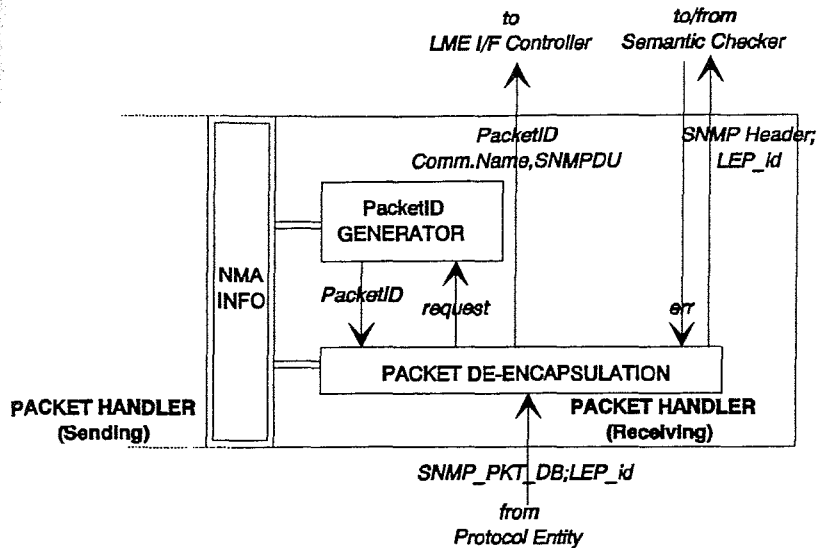 to
LME I/F Controller
to/from
Semantic Checker
PacketID
Comm.Name,SNMPDU
SNMP Header;
LEP_id
PacketID
GENERATOR
NMA
INFO
PacketID
request
err
PACKET DE-ENCAPSULATION
PACKET HANDLER
(Sending)
PACKET HANDLER
(Receiving)
SNMP_PKT_DB;LEP_id
from
Protocol Entity